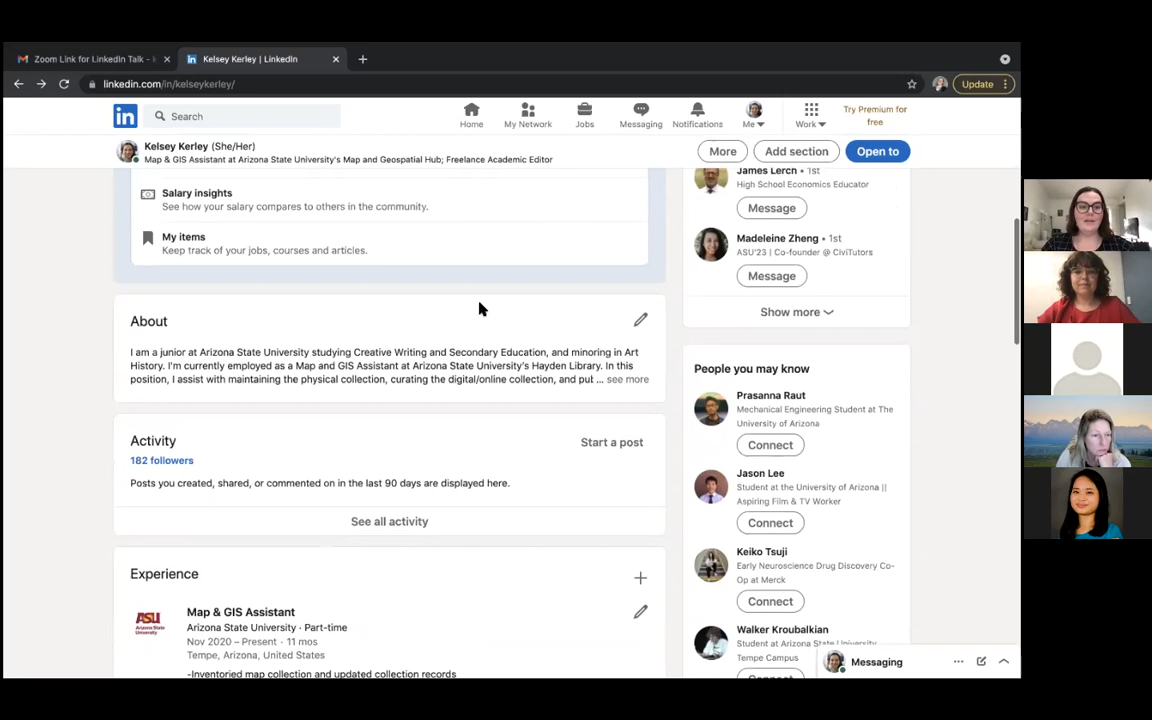 Zoom Link for LinkedIn Talk -
Kelsey Kerley | LinkedIn
linkedin.com/in/kelseykerley/
Update
in
Search
Home
My Network
Jobs
Messaging
Notifications
Me
Work
Try Premium for
free
Kelsey Kerley (She/Her)
Map & GIS Assistant at Arizona State University's Map and Geospatial Hub; Freelance Academic Editor
More
Add section
Open to
Salary insights
See how your salary compares to others in the community.
My items
Keep track of your jobs, courses and articles.
About
I am a junior at Arizona State University studying Creative Writing and Secondary Education, and minoring in Art
History. I'm currently employed as a Map and GIS Assistant at Arizona State University's Hayden Library. In this
position, I assist with maintaining the physical collection, curating the digital/online collection, and put ... see more
Activity
Start a post
182 followers
Posts you created, shared, or commented on in the last 90 days are displayed here.
See all activity
Experience
ASU
Arizona State
University
Map & GIS Assistant
Arizona State University · Part-time
Nov 2020 – Present · 11 mos
Tempe, Arizona, United States
-Inventoried map collection and updated collection records
James Lerch • 1st
High School Economics Educator
Message
Madeleine Zheng • 1st
ASU'23 | Co-founder @ CiviTutors
Message
Show more
People you may know
Prasanna Raut
Mechanical Engineering Student at The
University of Arizona
Connect
Jason Lee
Student at the University of Arizona ||
Aspiring Film & TV Worker
Connect
Keiko Tsuji
Early Neuroscience Drug Discovery Co-
Op at Merck
Connect
Walker Kroubalkian
Student at Arizona State University,
Tempe Campus
Connect
Messaging